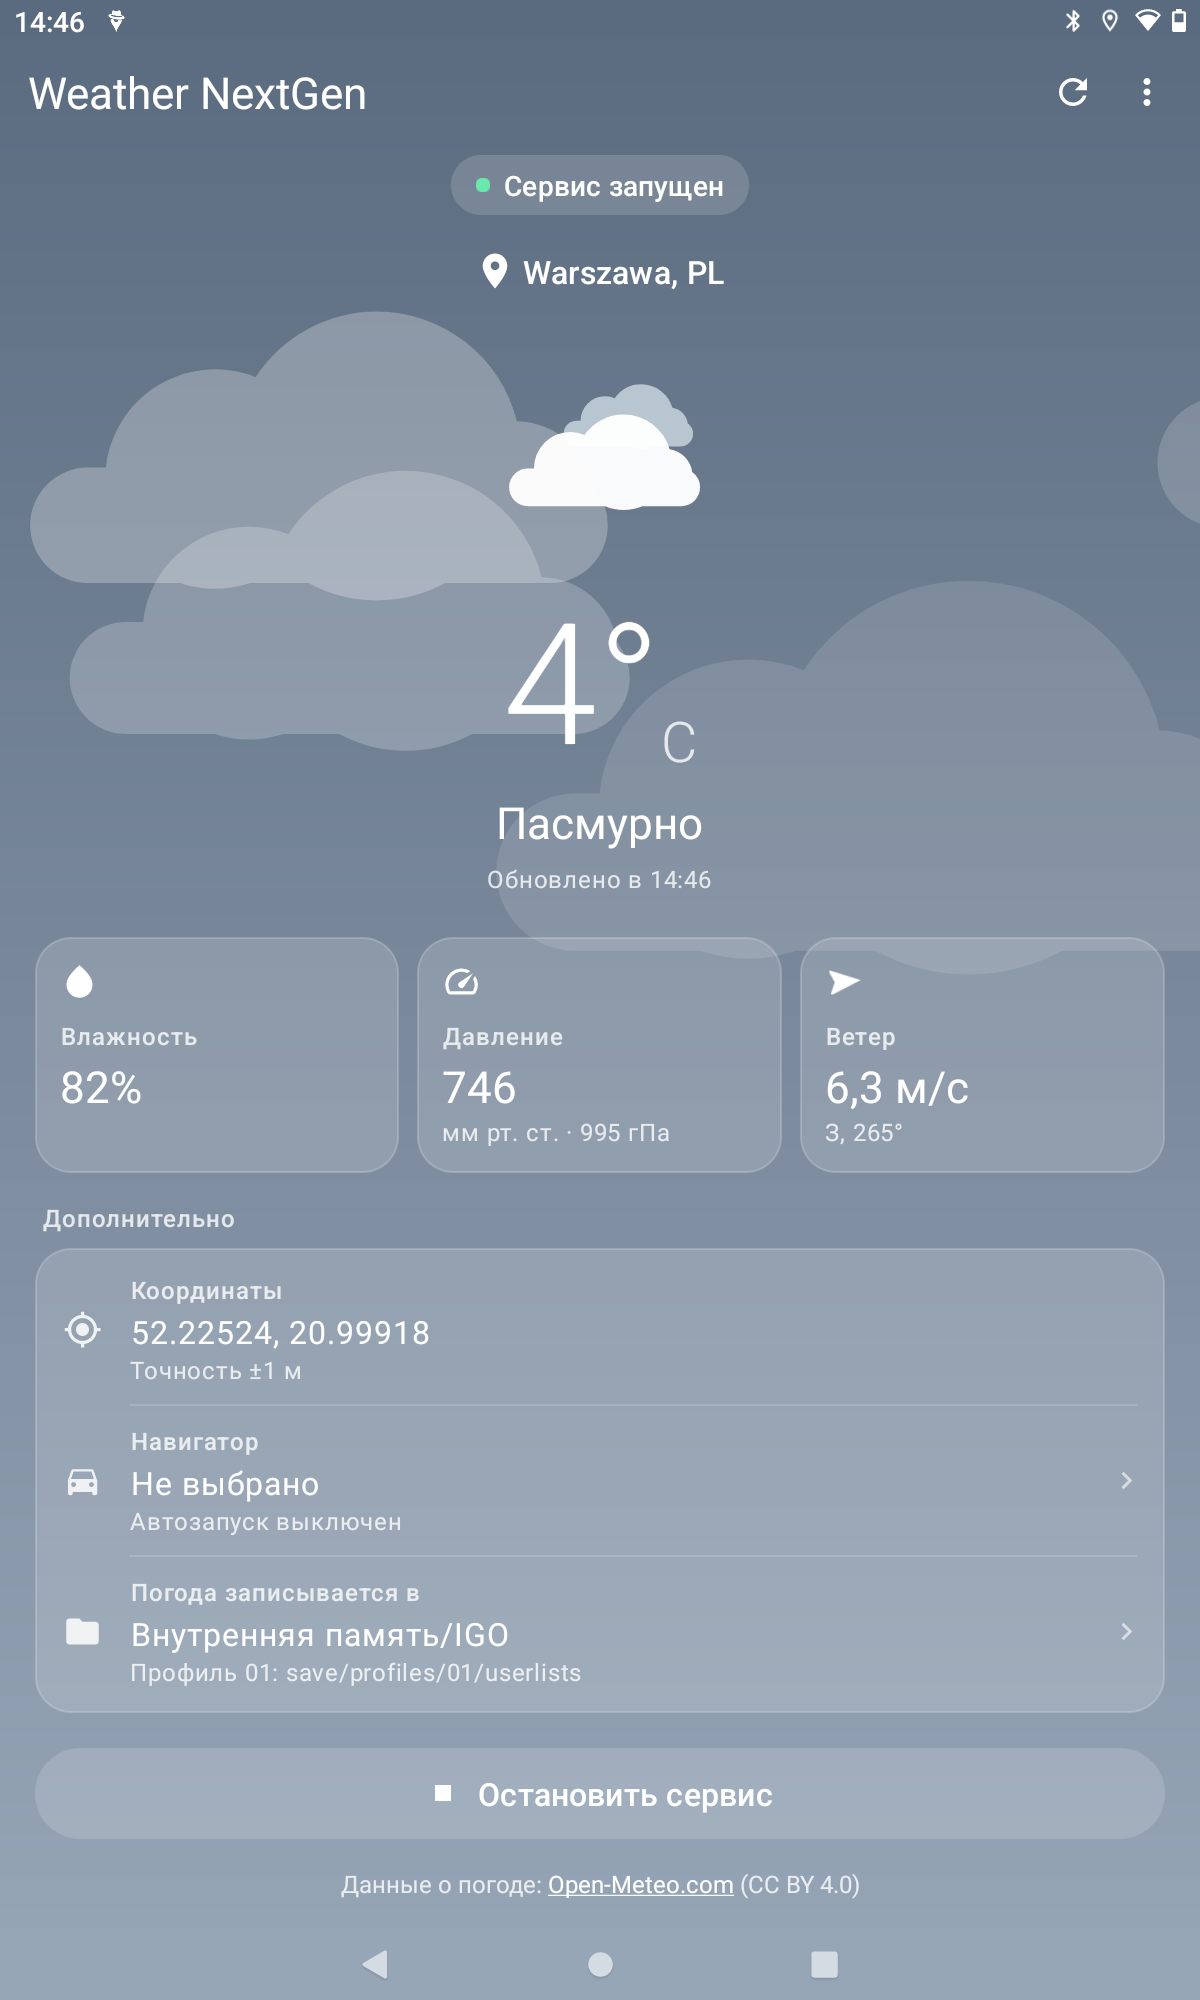 14:46
Weather NextGen
Сервис запущен
Warszawa, PL
4°
C
Пасмурно
Обновлено в 14:46
Влажность
82%
Давление
746
мм рт. ст. · 995 гПа
Ветер
6,3 м/с
З, 265°
Дополнительно
Координаты
52.22524, 20.99918
Точность ±1 м
Навигатор
Не выбрано
Автозапуск выключен
Погода записывается в
Внутренняя память/IGO
Профиль 01: save/profiles/01/userlists
Остановить сервис
Данные о погоде: Open-Meteo.com (CC BY 4.0)